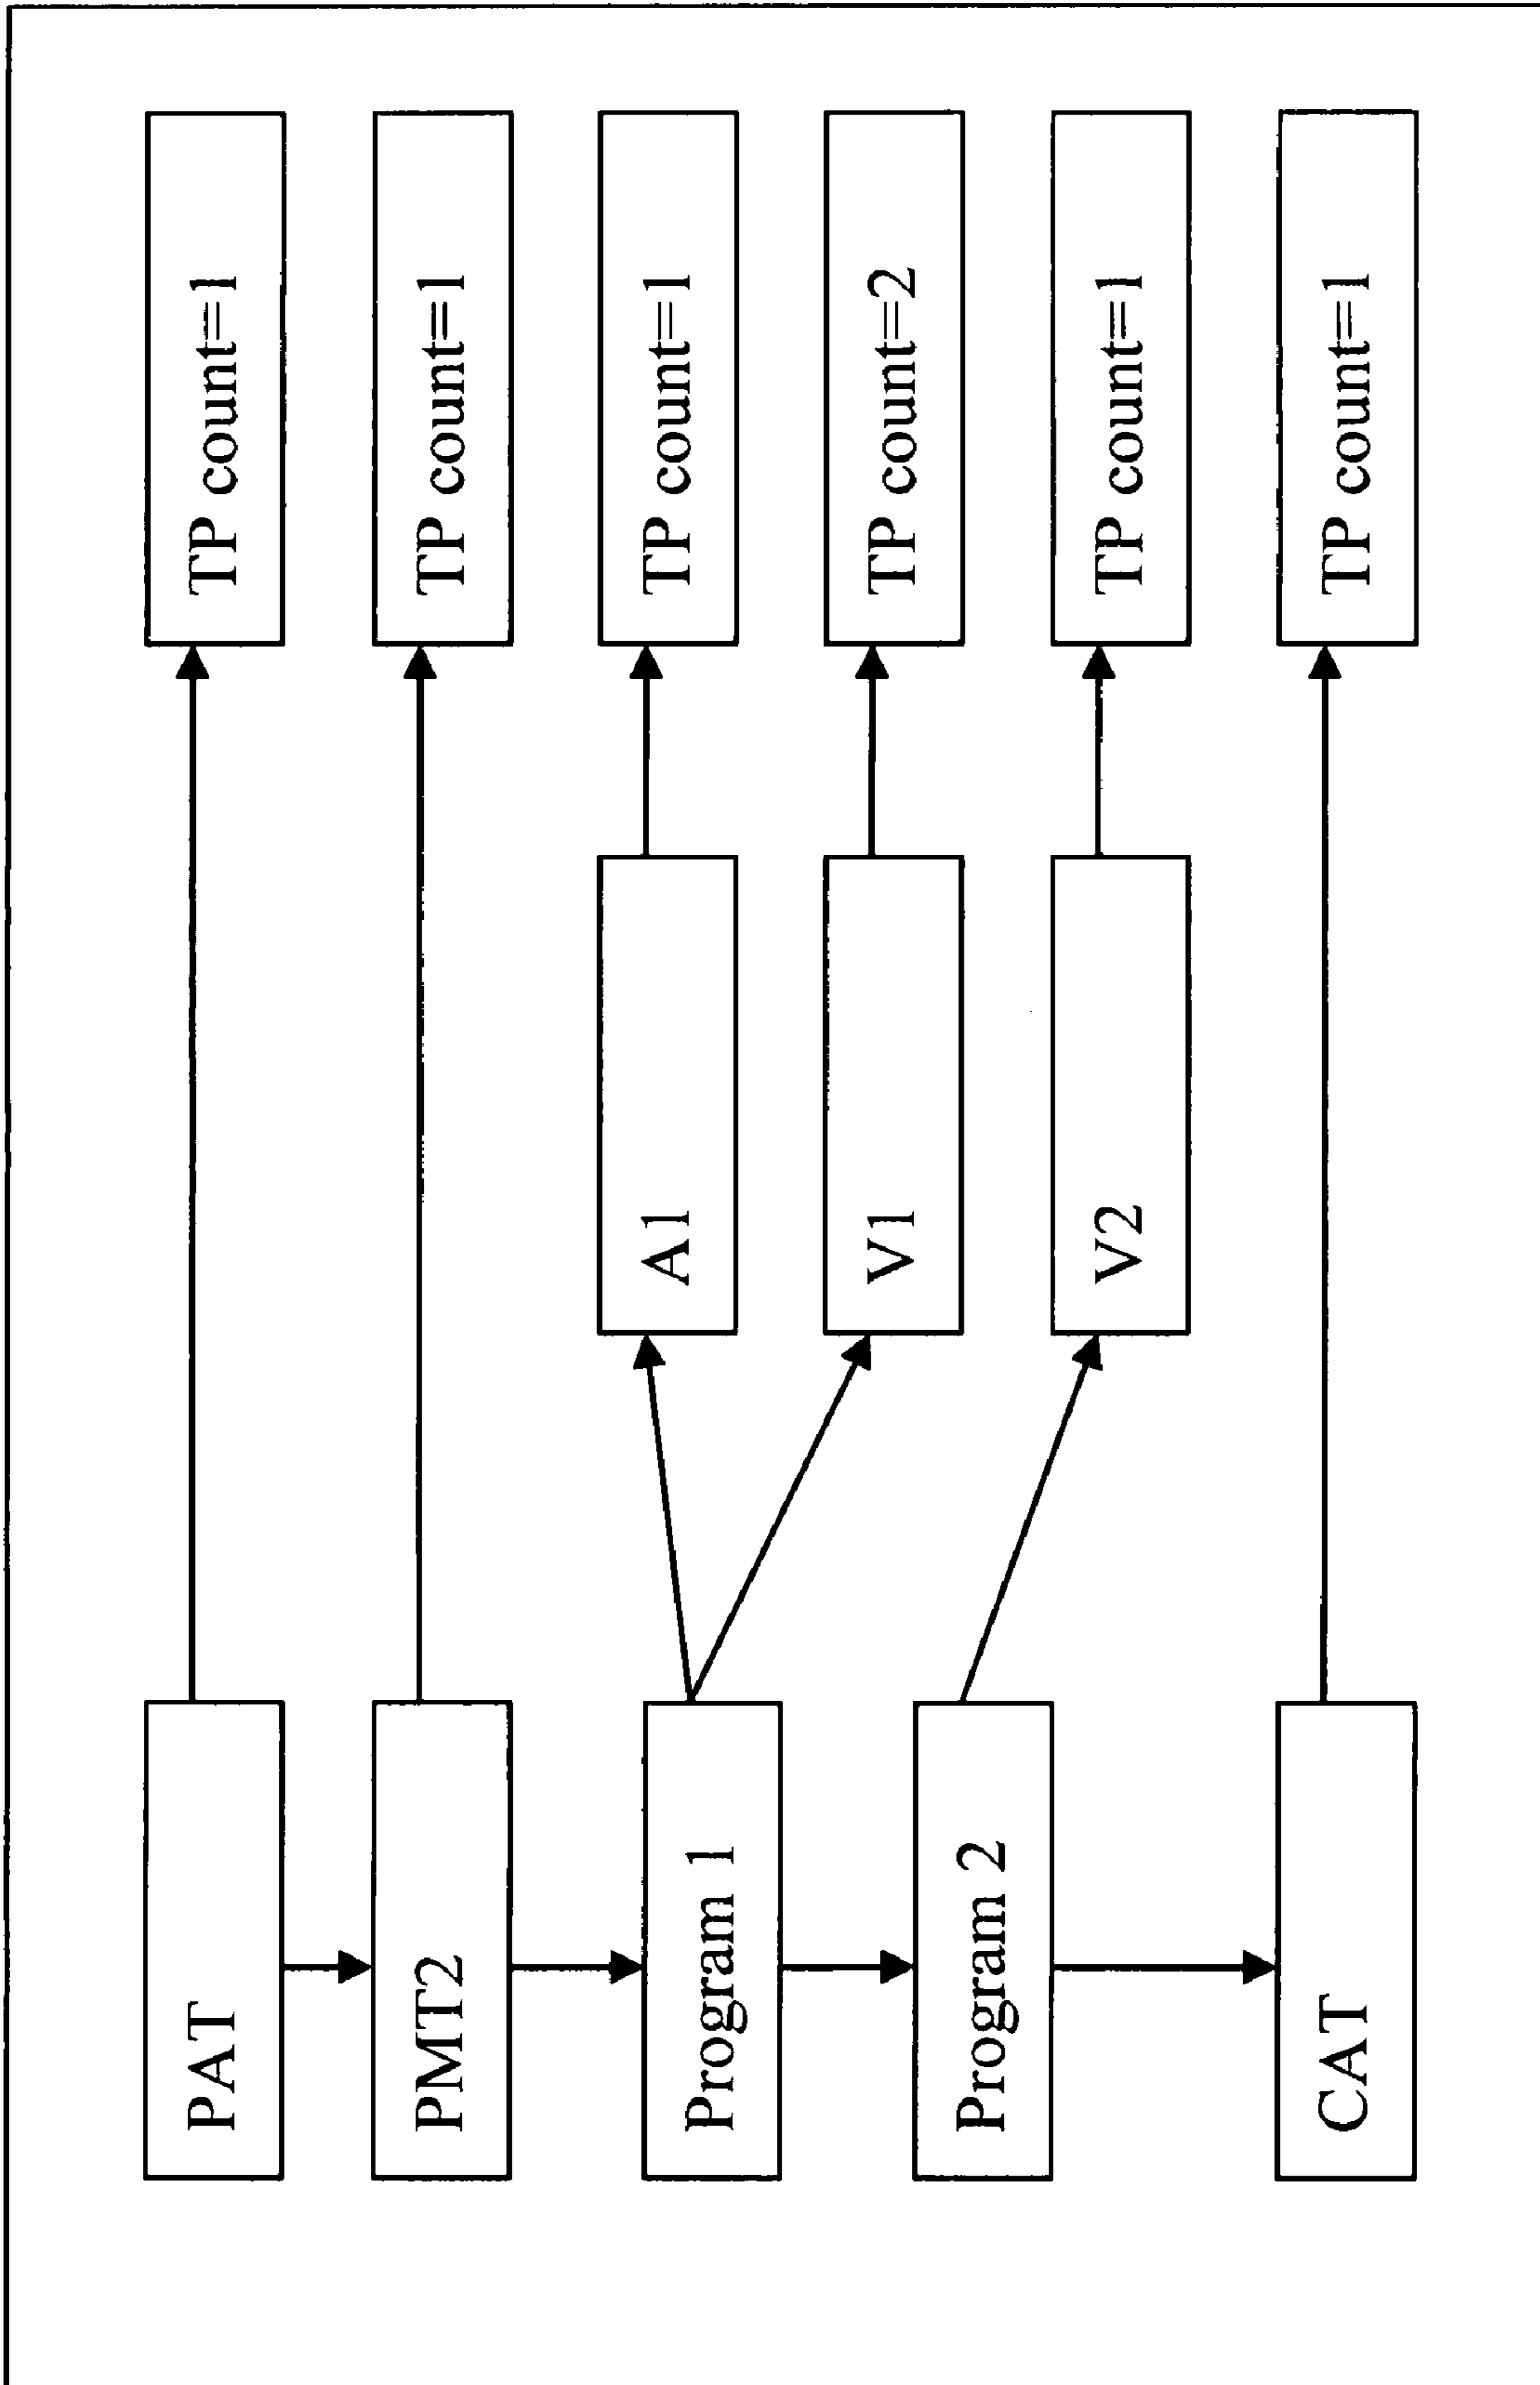 PAT
TP count=1
PMT2
TP count=1
Program 1
A1
TP count=1
V1
TP count=2
Program 2
V2
TP count=1
CAT
TP count=1